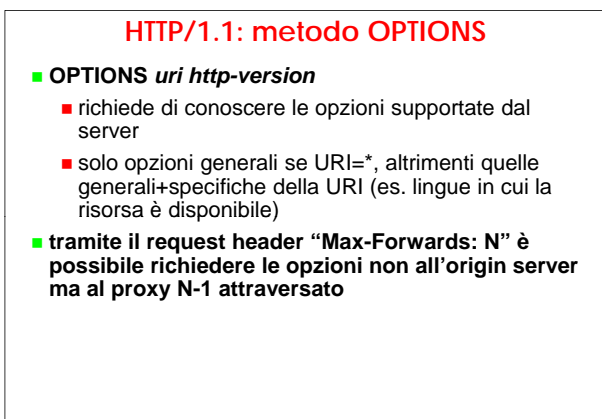 HTTP/1.1: metodo OPTIONS
OPTIONS uri http-version
richiede di conoscere le opzioni supportate dal
server
solo opzioni generali se URI=*, altrimenti quelle
generali+specifiche della URI (es. lingue in cui la
risorsa è disponibile)
tramite il request header “Max-Forwards: N” è
possibile richiedere le opzioni non all'origin server
ma al proxy N-1 attraversato